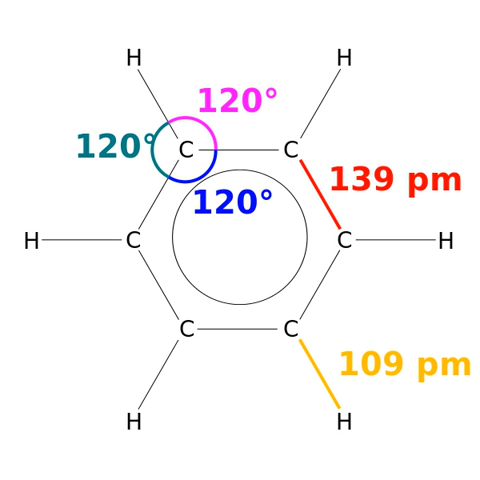 H H
120°
120° C C
120°
139 pm
H C C H
C C
109 pm
H H